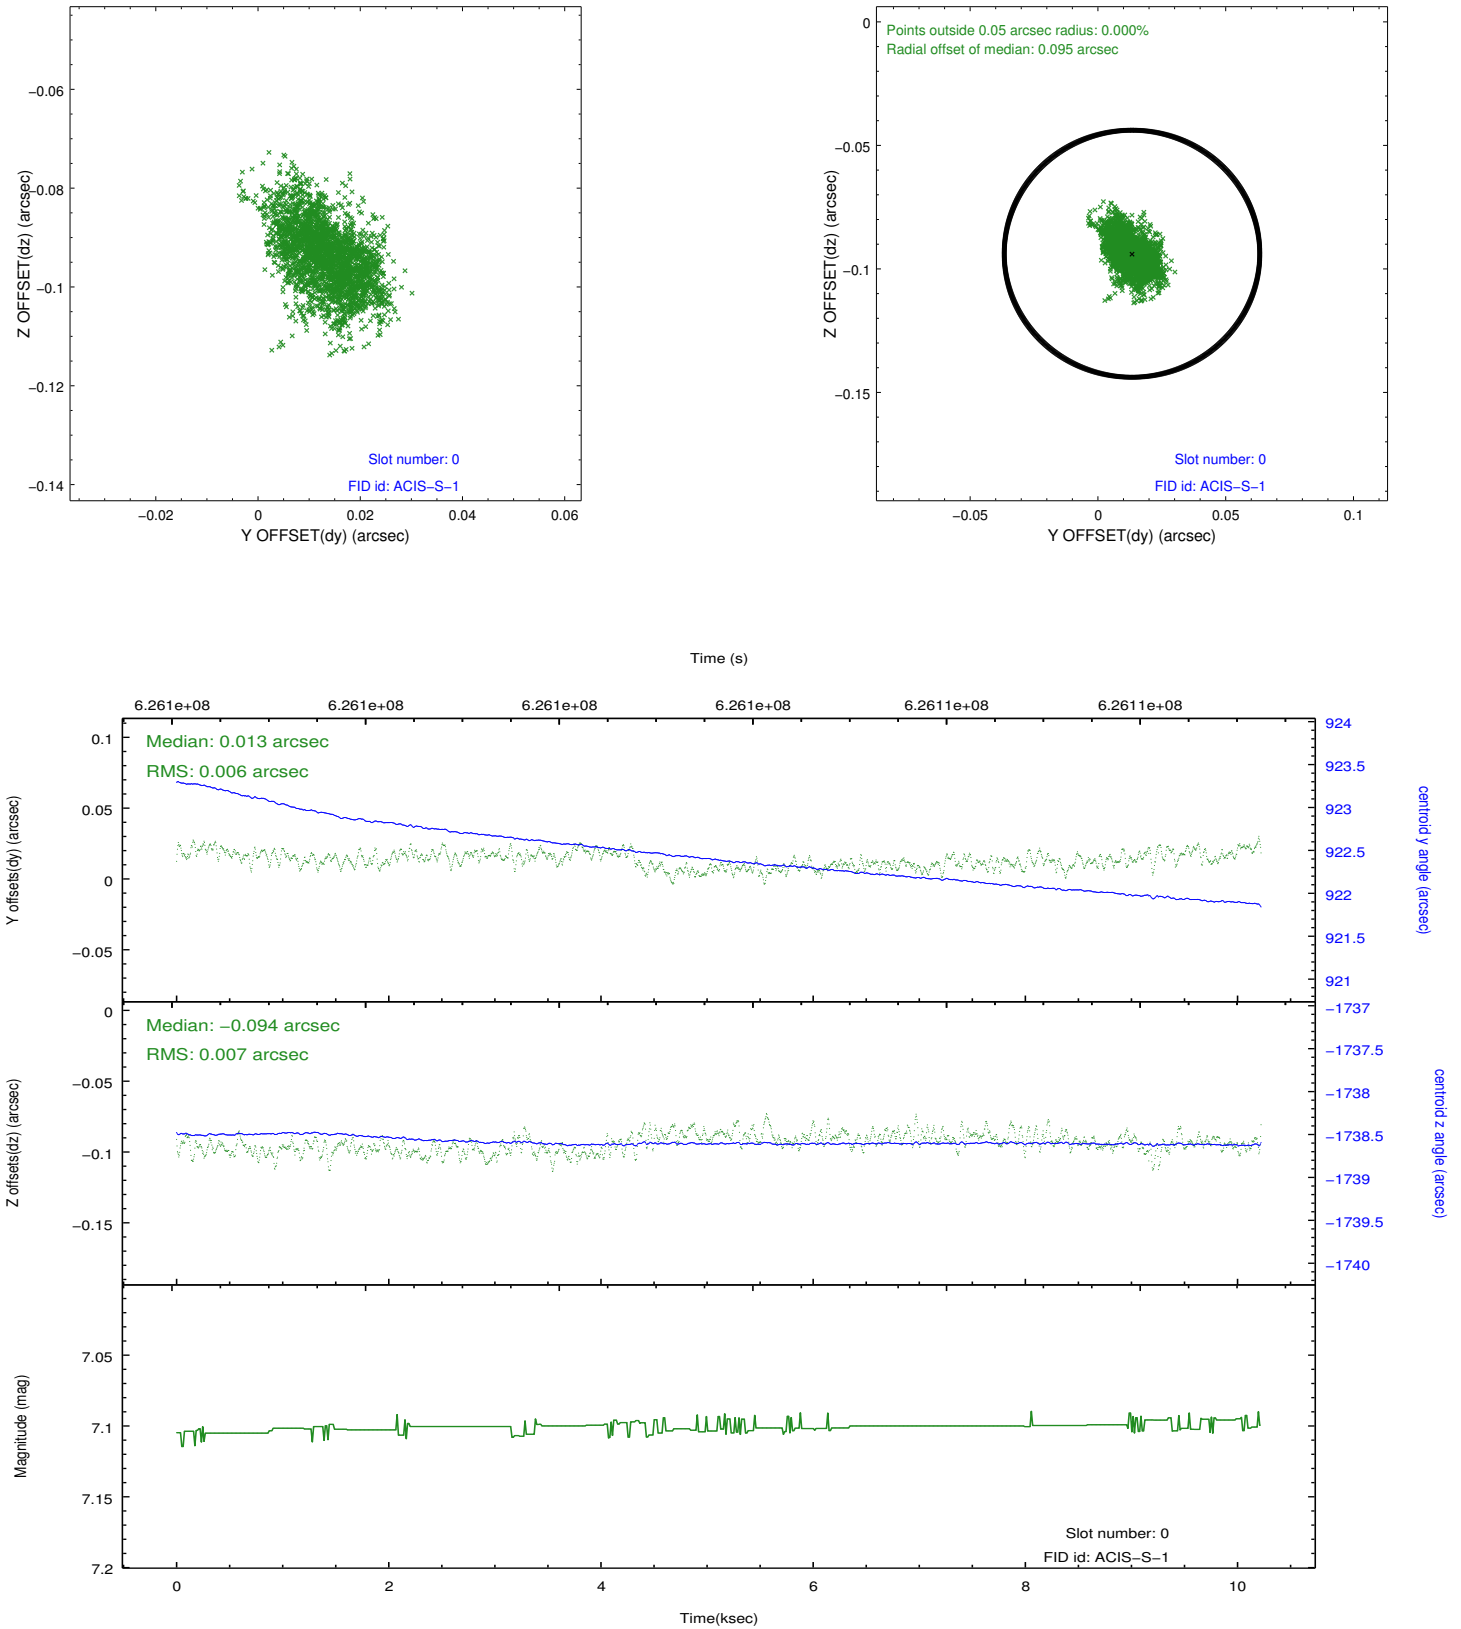 −0.06
−0.08
−0.1
−0.12
−0.14
Z OFFSET(dz) (arcsec)
Slot number: 0
FID id: ACIS−S−1
−0.02 0 0.02 0.04 0.06
Y OFFSET(dy) (arcsec)
0
−0.05
−0.1
−0.15
Z OFFSET(dz) (arcsec)
Points outside 0.05 arcsec radius: 0.000%
Radial offset of median: 0.095 arcsec
Slot number: 0
FID id: ACIS−S−1
−0.05 0 0.05 0.1
Y OFFSET(dy) (arcsec)
Time (s)
6.261e+08 6.261e+08 6.261e+08 6.261e+08 6.2611e+08 6.2611e+08
0.1
0.05
0
−0.05
Y offsets(dy) (arcsec)
Median: 0.013 arcsec
RMS: 0.006 arcsec
924
923.5
923
922.5
922
921.5
921
centroid y angle (arcsec)
0
−0.05
−0.1
−0.15
Z offsets(dz) (arcsec)
Median: −0.094 arcsec
RMS: 0.007 arcsec
−1737
−1737.5
−1738
−1738.5
−1739
−1739.5
−1740
centroid z angle (arcsec)
7.05
7.1
7.15
7.2
Magnitude (mag)
Slot number: 0
FID id: ACIS−S−1
0 2 4 6 8 10
Time(ksec)